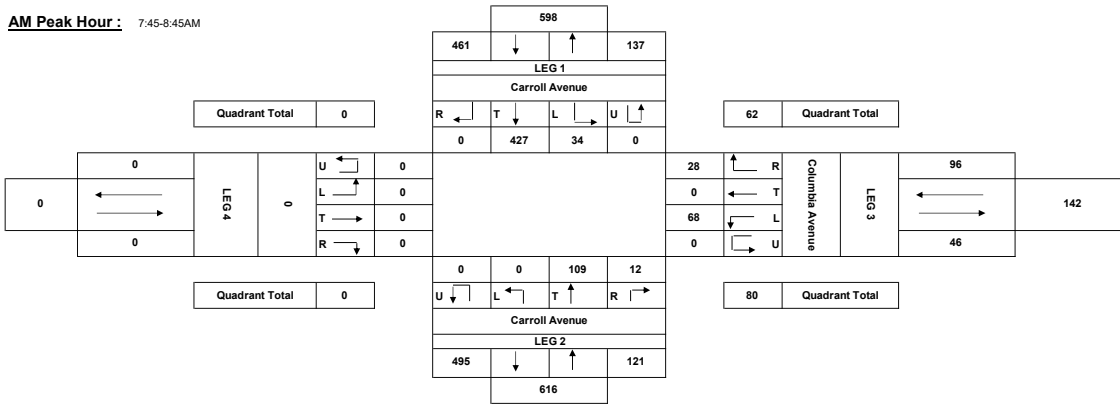 AM Peak Hour : 7:45-8:45AM
598
461 137
LEG 1
Carroll Avenue
Quadrant Total 0
R T L U
62 Quadrant Total
0 427 34 0
0 U 0 28 R 96
0 LEG 4 0 L 0 0 T Columbia Avenue LEG 3 142
T 0 68 L
0 R 0 0 U 46
0 0 109 12
Quadrant Total 0
U L T R
80 Quadrant Total
Carroll Avenue
LEG 2
495 121
616